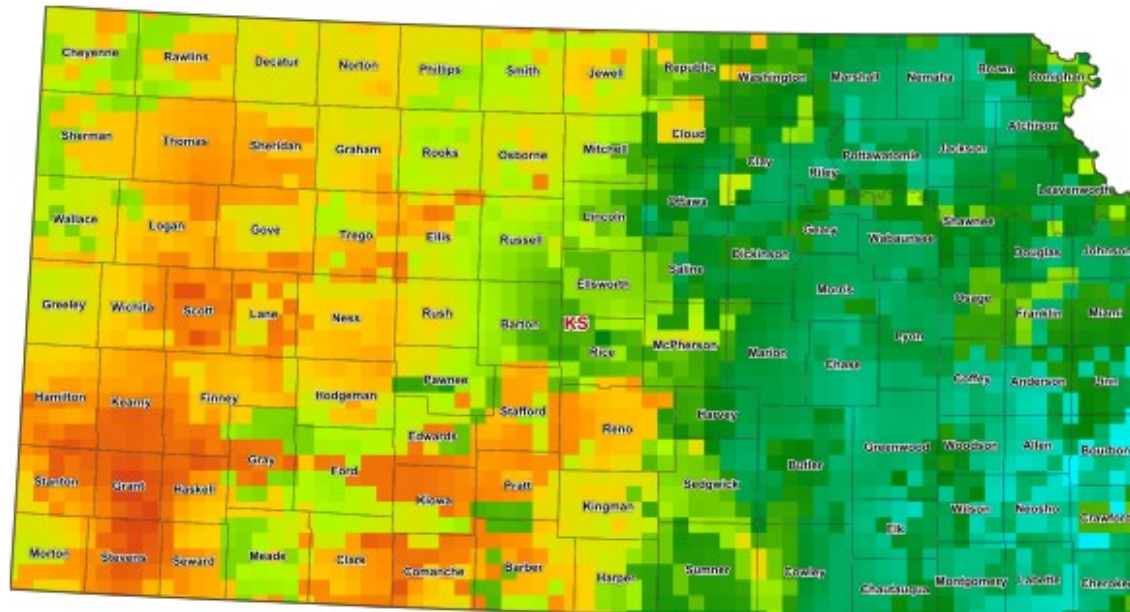 Cheyenne
Rawlins
Decatur
Norton
Phillips
Smith
Jewell
Republic
Washington
Marshall
Nemaha
Brown
Doniphan
Sherman
Thomas
Sheridan
Graham
Rooks
Osborne
Mitchell
Cloud
Clay
Riley
Pottawatomie
Jackson
Atchison
Leavenworth
Wallace
Logan
Gove
Trego
Ellis
Russell
Lincoln
Ottawa
Saline
Dickinson
Geary
Wabaunsee
Shawnee
Douglas
Johnson
Greeley
Wichita
Scott
Lane
Ness
Rush
Barton
Ellsworth
KS
Rice
McPherson
Marion
Morris
Chase
Lyon
Osage
Franklin
Miami
Hamilton
Kearny
Finney
Hodgeman
Pawnee
Stafford
Edwards
Reno
Harvey
Coffey
Anderson
Linn
Stanton
Grant
Haskell
Gray
Ford
Kiowa
Pratt
Kingman
Sedgwick
Butler
Greenwood
Woodson
Allen
Bourbon
Wilson
Neosho
Crawford
Morton
Stevens
Seward
Meade
Clark
Comanche
Barber
Harper
Sumner
Cowley
Elk
Chautauqua
Montgomery
Labette
Cherokee